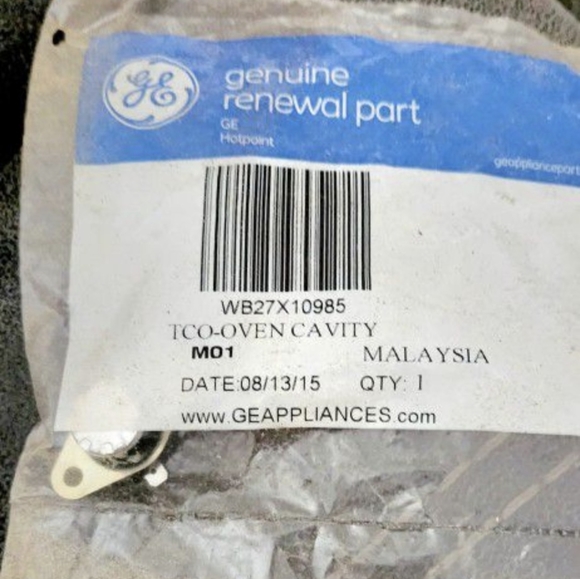 GE
genuine
renewal part
GE
Hotpoint
geappliancepart
WB27X10985
TCO-OVEN CAVITY
M01 MALAYSIA
DATE:08/13/15 QTY: 1
www.GEAPPLIANCES.com